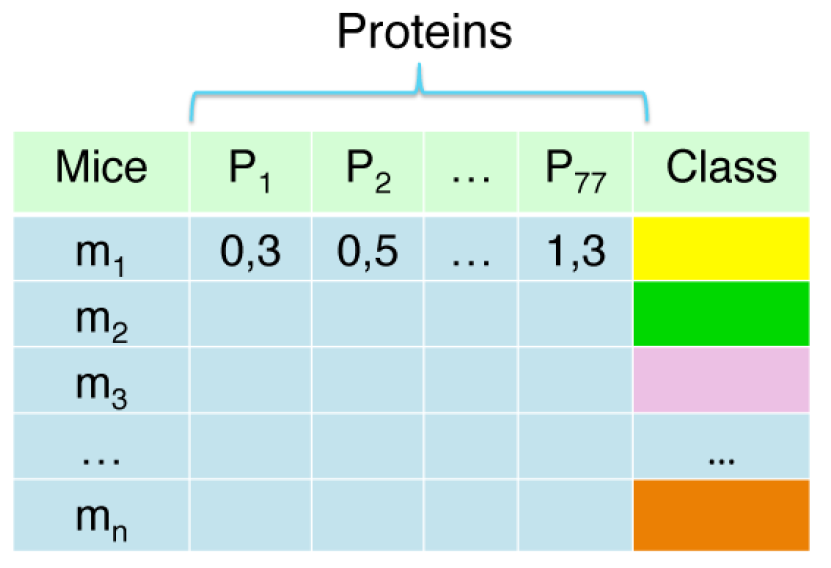 Proteins
Mice P1 P2 … P77 Class
m1 0,3 0,5 … 1,3
m2
m3
… ...
mn